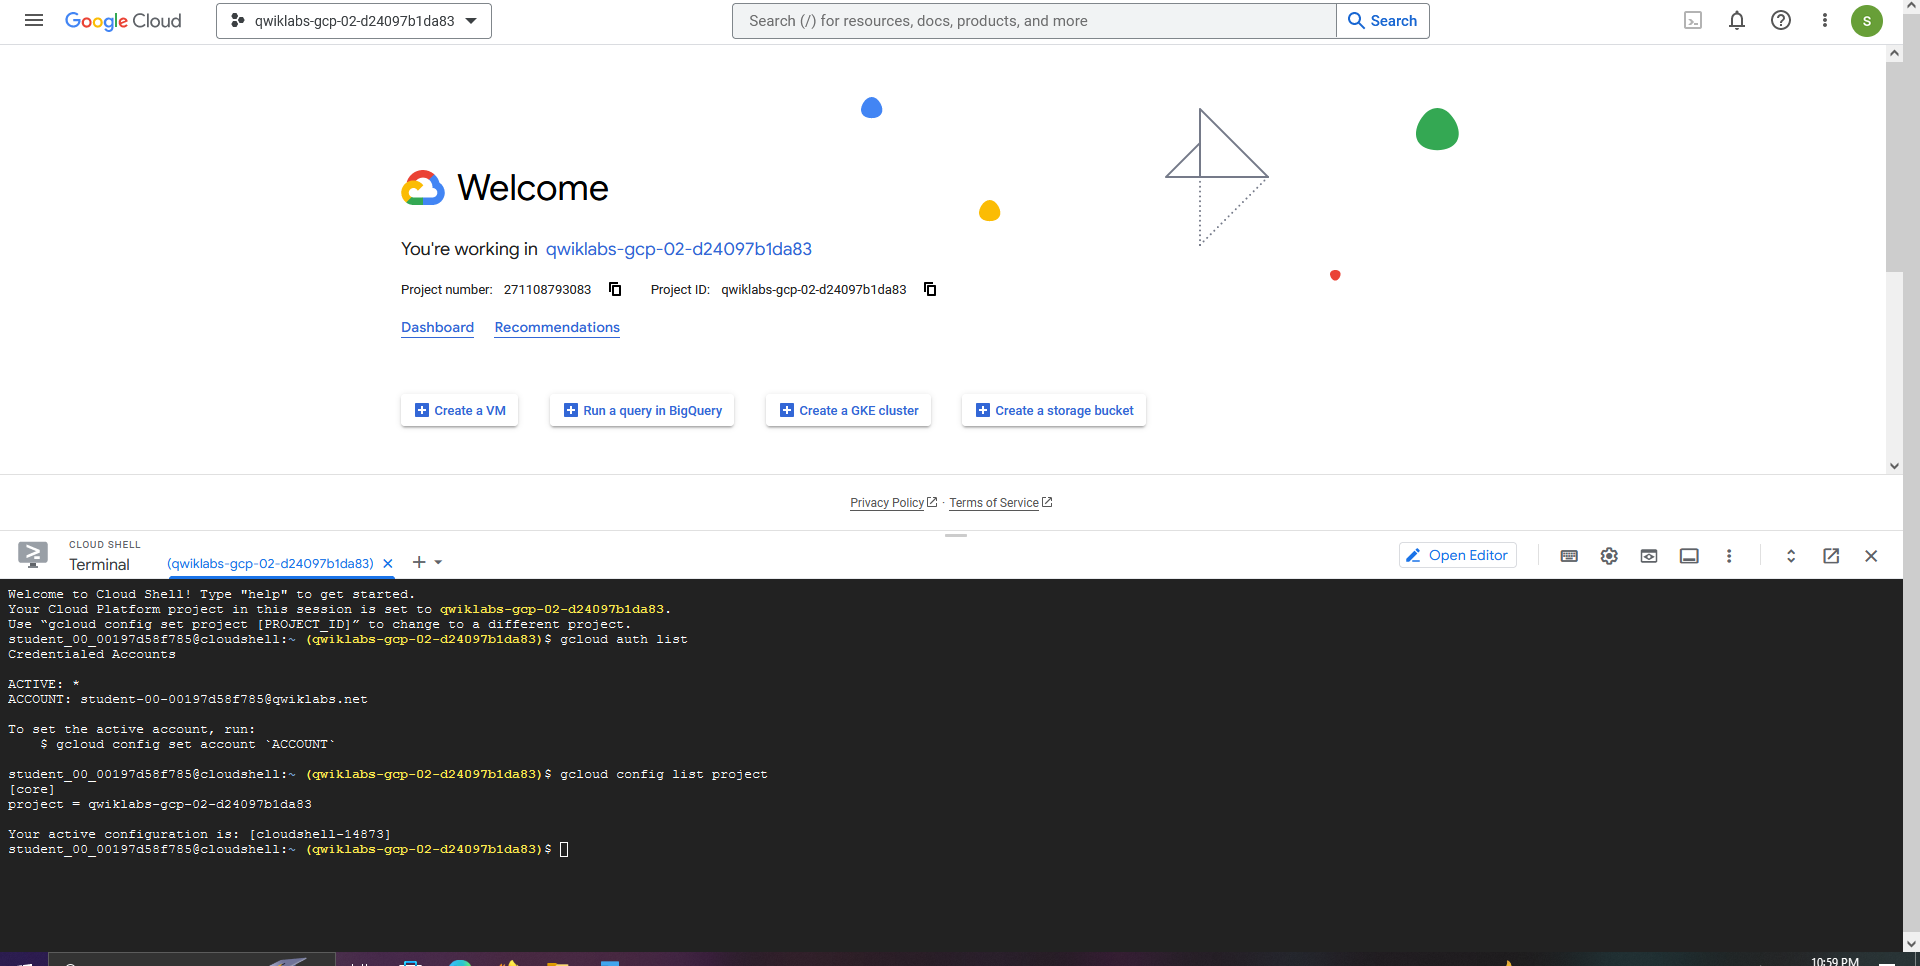 Google Cloud
qwiklabs-gcp-02-d24097b1da83
Search (/) for resources, docs, products, and more
Search
S
Welcome
You're working in qwiklabs-gcp-02-d24097b1da83
Project number: 271108793083 Project ID: qwiklabs-gcp-02-d24097b1da83
Dashboard Recommendations
Create a VM Run a query in BigQuery Create a GKE cluster Create a storage bucket
Privacy Policy · Terms of Service
CLOUD SHELL
Terminal
(qwiklabs-gcp-02-d24097b1da83)
Open Editor
Welcome to Cloud Shell! Type "help" to get started.
Your Cloud Platform project in this session is set to qwiklabs-gcp-02-d24097b1da83.
Use “gcloud config set project [PROJECT_ID]” to change to a different project.
student_00_00197d58f785@cloudshell:~ (qwiklabs-gcp-02-d24097b1da83)$ gcloud auth list
Credentialed Accounts
ACTIVE: *
ACCOUNT: student-00-00197d58f785@qwiklabs.net
To set the active account, run:
$ gcloud config set account `ACCOUNT`
student_00_00197d58f785@cloudshell:~ (qwiklabs-gcp-02-d24097b1da83)$ gcloud config list project
[core]
project = qwiklabs-gcp-02-d24097b1da83
Your active configuration is: [cloudshell-14873]
student_00_00197d58f785@cloudshell:~ (qwiklabs-gcp-02-d24097b1da83)$
10:59 PM